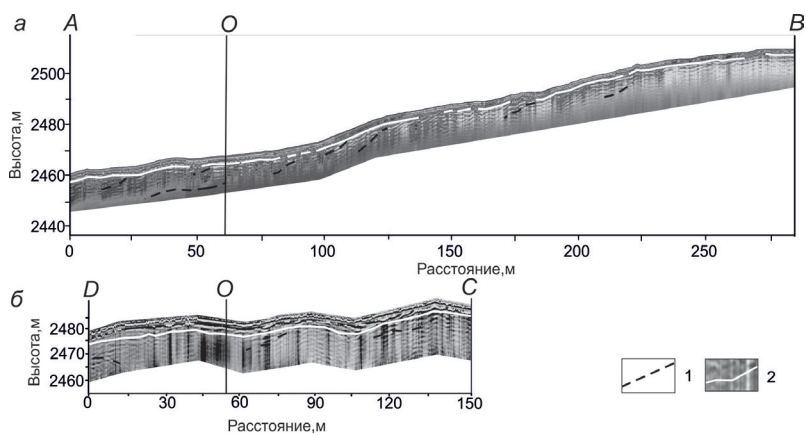 а А О В
2500
2480
2460
2440
Высота,м
0 50 100 150 200 250
Расстояние,м
б D О С
2480
2470
2460
Высота,м
0 30 60 90 120 150
Расстояние,м
1 2